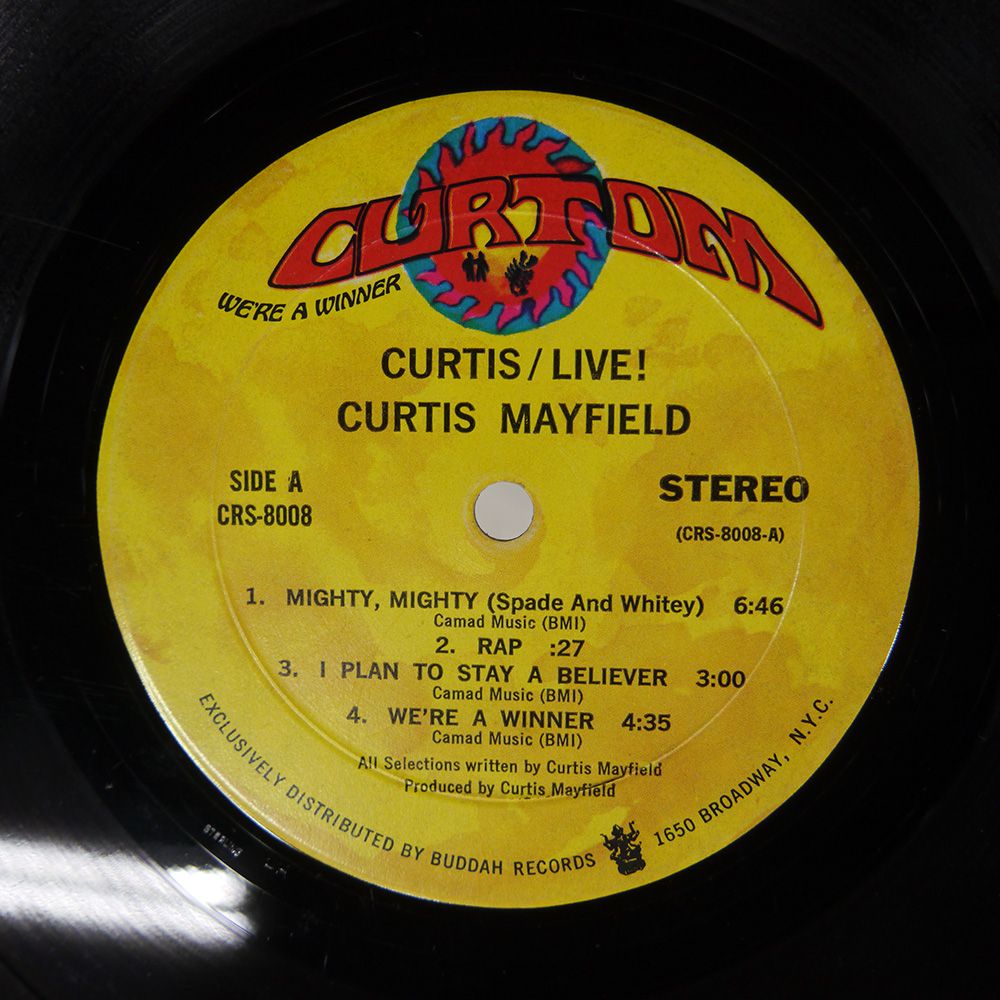 CURTOM
WE'RE A WINNER
CURTIS / LIVE!
CURTIS MAYFIELD
SIDE A
CRS-8008
STEREO
(CRS-8008-A)
1. MIGHTY, MIGHTY (Spade And Whitey) 6:46
Camad Music (BMI)
2. RAP :27
3. I PLAN TO STAY A BELIEVER 3:00
Camad Music (BMI)
4. WE'RE A WINNER 4:35
Camad Music (BMI)
All Selections written by Curtis Mayfield
Produced by Curtis Mayfield
EXCLUSIVELY DISTRIBUTED BY BUDDAH RECORDS 1650 BROADWAY, N.Y.C.
STERLING